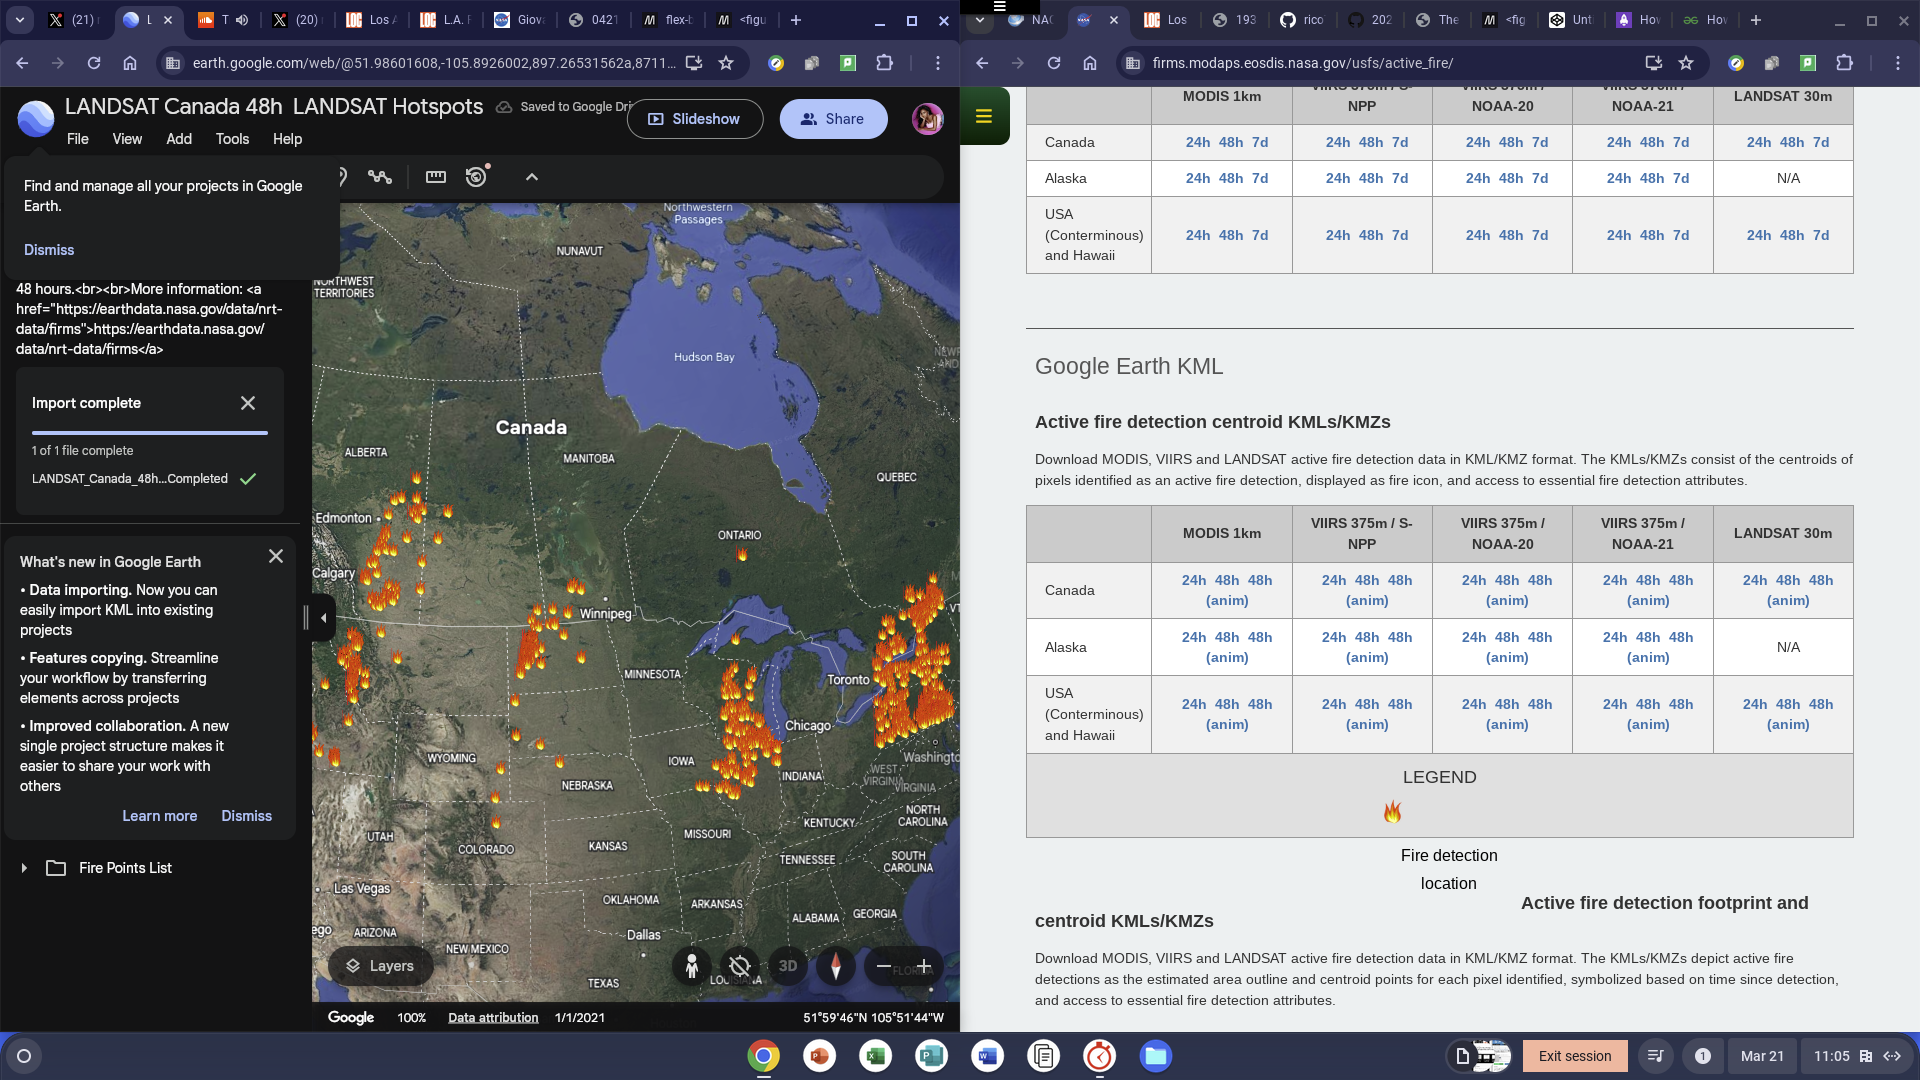 (21)
L
T
(20)
Los A
L.A. F
Giova
0421
flex-b
<figu
earth.google.com/web/@51.98601608,-105.8926002,897.26531562a,8711...
LANDSAT Canada 48h LANDSAT Hotspots
Saved to Google Dri
Slideshow
Share
File View Add Tools Help
Find and manage all your projects in Google
Earth.
Dismiss
48 hours.<br><br>More information: <a
href="https://earthdata.nasa.gov/data/nrt-
data/firms">https://earthdata.nasa.gov/
data/nrt-data/firms</a>
Import complete
1 of 1 file complete
LANDSAT_Canada_48h...Completed
What's new in Google Earth
• Data importing. Now you can
easily import KML into existing
projects
• Features copying. Streamline
your workflow by transferring
elements across projects
• Improved collaboration. A new
single project structure makes it
easier to share your work with
others
Learn more Dismiss
Fire Points List
Northwestern
Passages
NUNAVUT
NORTHWEST
TERRITORIES
Hudson Bay
Canada
ALBERTA
MANITOBA
QUEBEC
Edmonton
ONTARIO
Calgary
Winnipeg
MINNESOTA
Toronto
Chicago
WYOMING
IOWA
Washington
NEBRASKA
INDIANA
WEST
VIRGINIA
VIRGINIA
UTAH
COLORADO
KANSAS
MISSOURI
KENTUCKY
NORTH
CAROLINA
TENNESSEE
SOUTH
CAROLINA
Las Vegas
OKLAHOMA
ARKANSAS
ALABAMA
GEORGIA
ego
ARIZONA
NEW MEXICO
Dallas
TEXAS
LOUISIANA
FLORIDA
Layers
3D
Google 100% Data attribution 1/1/2021 51°59'46"N 105°51'44"W
NAC
Los
193
rico
202
The
<fig
Unt
How
How
firms.modaps.eosdis.nasa.gov/usfs/active_fire/
MODIS 1km VIIRS 375m / S-NPP VIIRS 375m / NOAA-20 VIIRS 375m / NOAA-21 LANDSAT 30m
Canada 24h 48h 7d 24h 48h 7d 24h 48h 7d 24h 48h 7d 24h 48h 7d
Alaska 24h 48h 7d 24h 48h 7d 24h 48h 7d 24h 48h 7d N/A
USA
(Conterminous) 24h 48h 7d 24h 48h 7d 24h 48h 7d 24h 48h 7d 24h 48h 7d
and Hawaii
Google Earth KML
Active fire detection centroid KMLs/KMZs
Download MODIS, VIIRS and LANDSAT active fire detection data in KML/KMZ format. The KMLs/KMZs consist of the centroids of
pixels identified as an active fire detection, displayed as fire icon, and access to essential fire detection attributes.
MODIS 1km VIIRS 375m / S-NPP VIIRS 375m / NOAA-20 VIIRS 375m / NOAA-21 LANDSAT 30m
Canada 24h 48h 48h (anim) 24h 48h 48h (anim) 24h 48h 48h (anim) 24h 48h 48h (anim) 24h 48h 48h (anim)
Alaska 24h 48h 48h (anim) 24h 48h 48h (anim) 24h 48h 48h (anim) 24h 48h 48h (anim) N/A
USA
(Conterminous) 24h 48h 48h (anim) 24h 48h 48h (anim) 24h 48h 48h (anim) 24h 48h 48h (anim) 24h 48h 48h (anim)
and Hawaii
LEGEND
Fire detection
location
Active fire detection footprint and
centroid KMLs/KMZs
Download MODIS, VIIRS and LANDSAT active fire detection data in KML/KMZ format. The KMLs/KMZs depict active fire
detections as the estimated area outline and centroid points for each pixel identified, symbolized based on time since detection,
and access to essential fire detection attributes.
Exit session
1
Mar 21
11:05